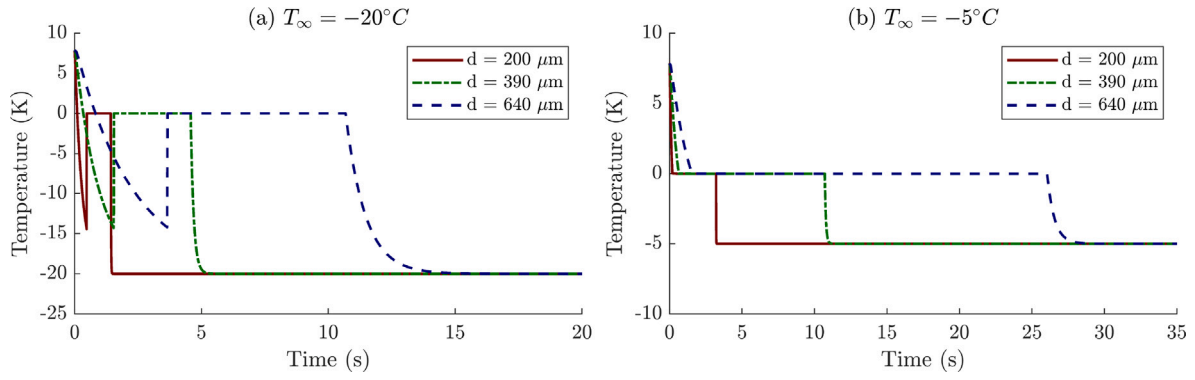 (a) T∞ = −20°C
10
5
0
-5
-10
-15
-20
-25
Temperature (K)
d = 200 μm
d = 390 μm
d = 640 μm
0
5
10
15
20
Time (s)
(b) T∞ = −5°C
10
5
0
-5
-10
Temperature (K)
d = 200 μm
d = 390 μm
d = 640 μm
0
5
10
15
20
25
30
35
Time (s)